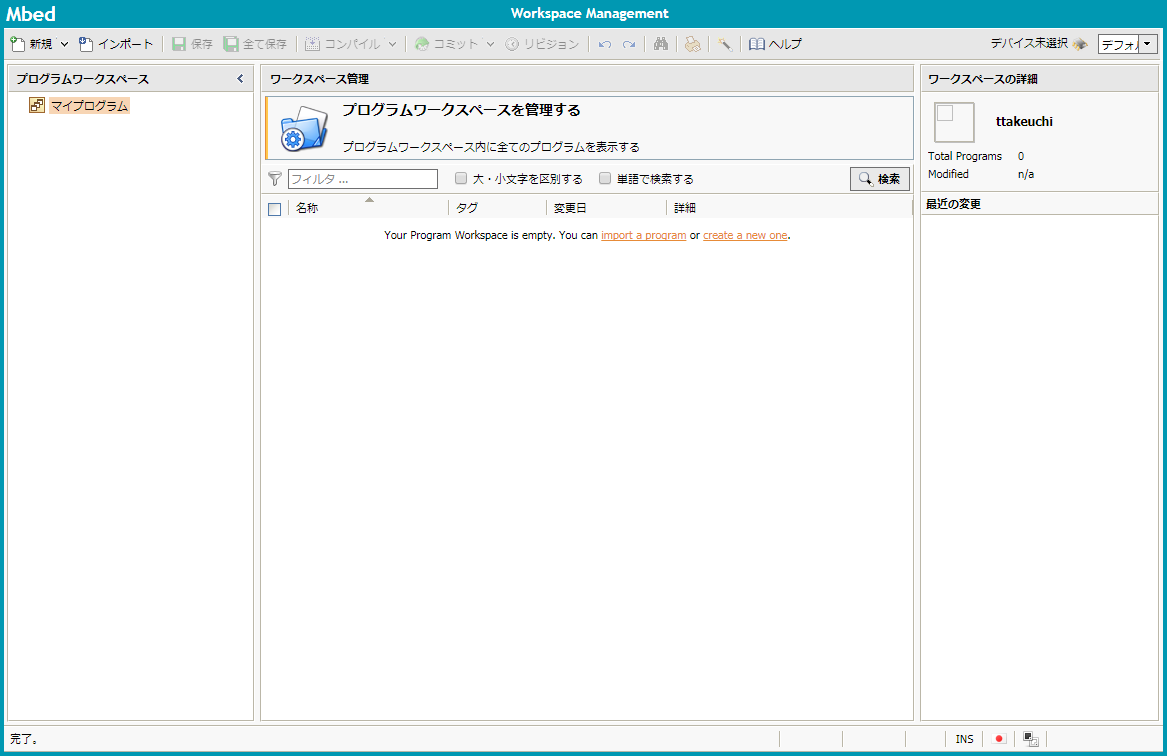 Mbed
Workspace Management
新規 インポート 保存 全て保存 コンパイル コミット リビジョン ヘルプ デバイス未選択 デフォル
プログラムワークスペース <
マイプログラム
ワークスペース管理
プログラムワークスペースを管理する
プログラムワークスペース内に全てのプログラムを表示する
フィルタ ... 大・小文字を区別する 単語で検索する 検索
名称 タグ 変更日 詳細
Your Program Workspace is empty. You can import a program or create a new one.
ワークスペースの詳細
ttakeuchi
Total Programs 0
Modified n/a
最近の変更
完了。 INS